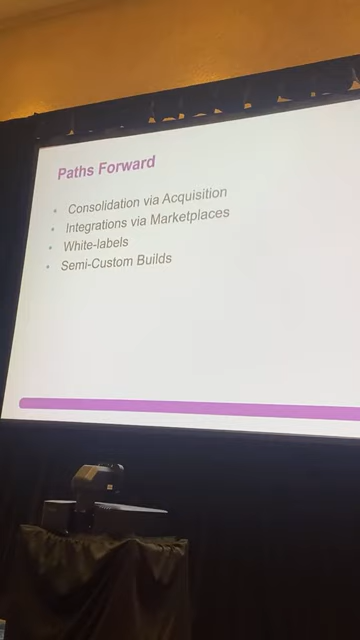 Paths Forward
Consolidation via Acquisition
Integrations via Marketplaces
White-labels
Semi-Custom Builds